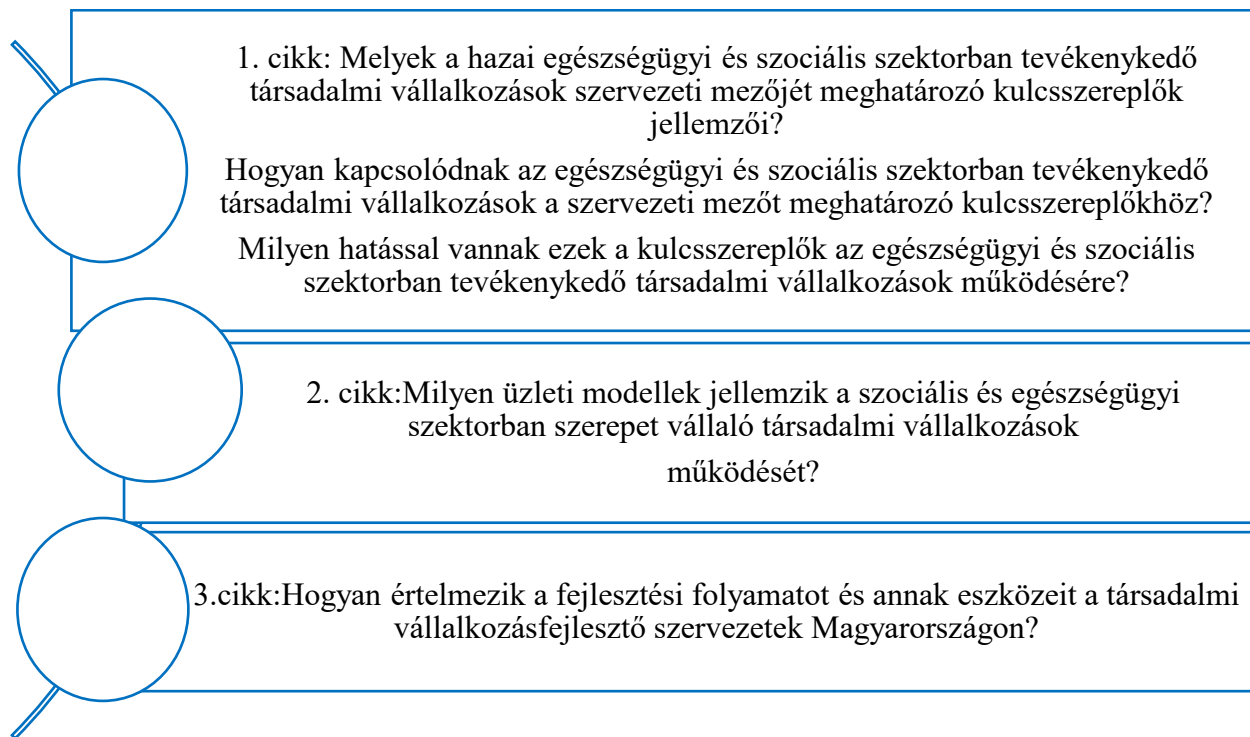 1. cikk: Melyek a hazai egészségügyi és szociális szektorban tevékenykedő
társadalmi vállalkozások szervezeti mezőjét meghatározó kulcsszereplők
jellemzői?
Hogyan kapcsolódnak az egészségügyi és szociális szektorban tevékenykedő
társadalmi vállalkozások a szervezeti mezőt meghatározó kulcsszereplőkhöz?
Milyen hatással vannak ezek a kulcsszereplők az egészségügyi és szociális
szektorban tevékenykedő társadalmi vállalkozások működésére?
2. cikk:Milyen üzleti modellek jellemzik a szociális és egészségügyi
szektorban szerepet vállaló társadalmi vállalkozások
működését?
3.cikk:Hogyan értelmezik a fejlesztési folyamatot és annak eszközeit a társadalmi
vállalkozásfejlesztő szervezetek Magyarországon?